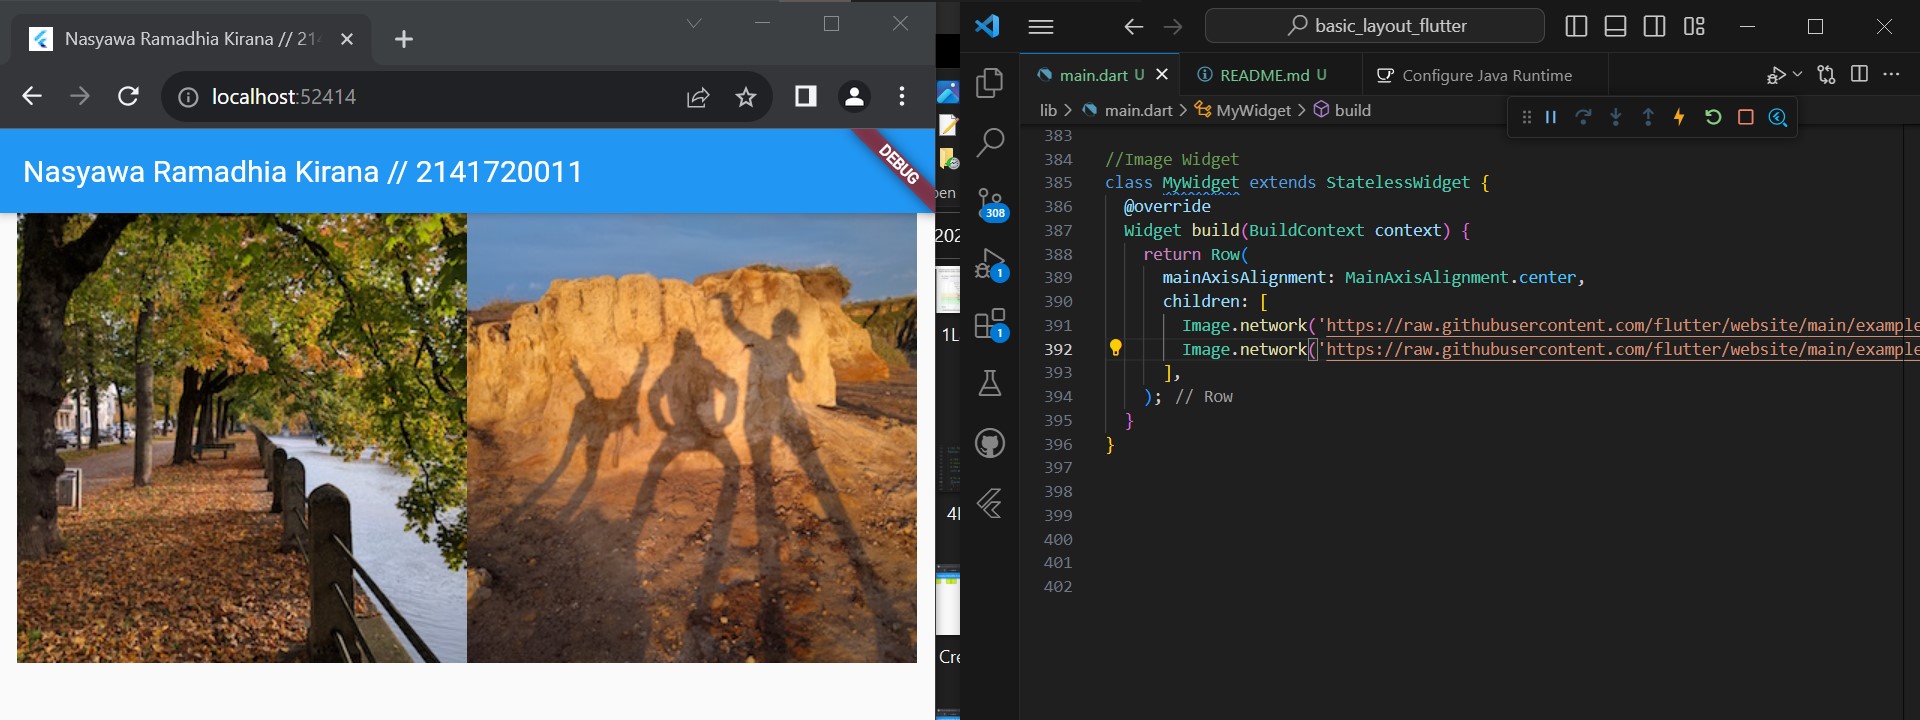 Nasyawa Ramadhia Kirana // 21
localhost:52414
Nasyawa Ramadhia Kirana // 2141720011
DEBUG
202
1L
Cre
basic_layout_flutter
main.dart U
README.md U
Configure Java Runtime
lib > main.dart > MyWidget > build
308
1
1
383
384 //Image Widget
385 class MyWidget extends StatelessWidget {
386 @override
387 Widget build(BuildContext context) {
388 return Row(
389 mainAxisAlignment: MainAxisAlignment.center,
390 children: [
391 Image.network('https://raw.githubusercontent.com/flutter/website/main/example
392 Image.network('https://raw.githubusercontent.com/flutter/website/main/example
393 ],
394 ); // Row
395 }
396 }
397
398
399
400
401
402